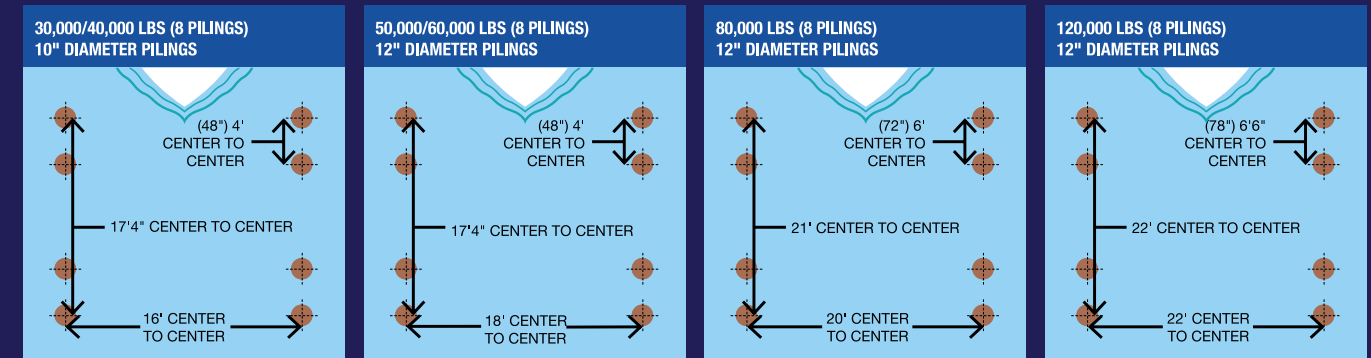 30,000/40,000 LBS (8 PILINGS)
10" DIAMETER PILINGS
(48") 4'
CENTER TO
CENTER
17'4" CENTER TO CENTER
16' CENTER
TO CENTER
50,000/60,000 LBS (8 PILINGS)
12" DIAMETER PILINGS
(48") 4'
CENTER TO
CENTER
17'4" CENTER TO CENTER
18' CENTER
TO CENTER
80,000 LBS (8 PILINGS)
12" DIAMETER PILINGS
(72") 6'
CENTER TO
CENTER
21' CENTER TO CENTER
20' CENTER
TO CENTER
120,000 LBS (8 PILINGS)
12" DIAMETER PILINGS
(78") 6'6"
CENTER TO
CENTER
22' CENTER TO CENTER
22' CENTER
TO CENTER